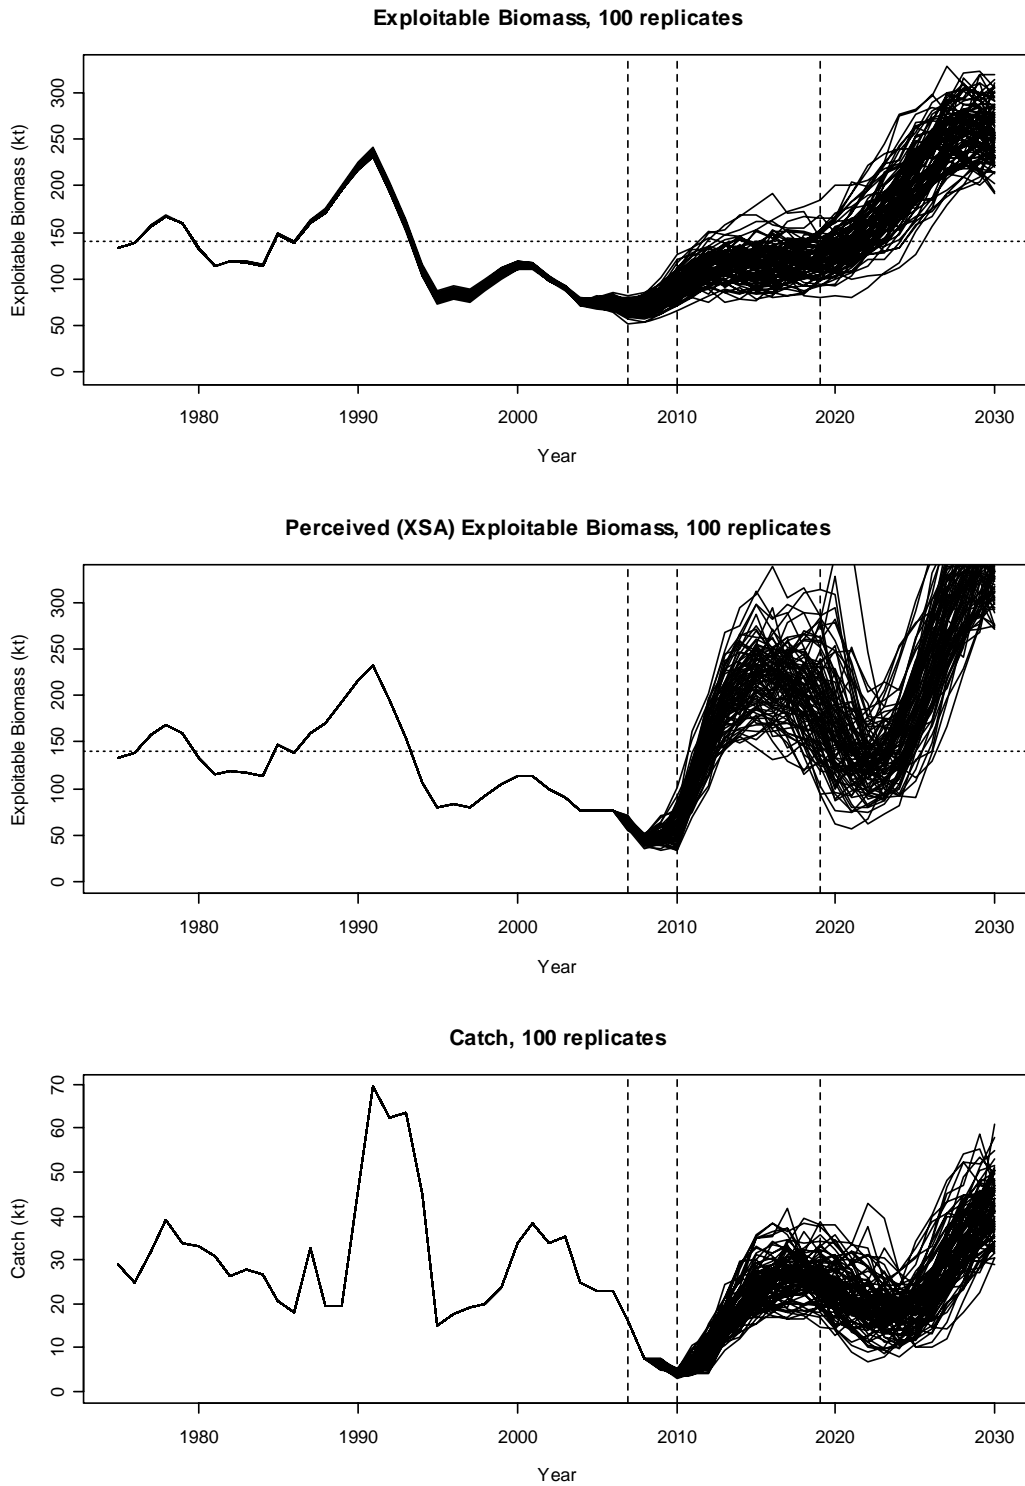 Exploitable Biomass, 100 replicates
Exploitable Biomass (kt)
300
250
200
150
100
50
0
1980 1990 2000 2010 2020 2030
Year
Perceived (XSA) Exploitable Biomass, 100 replicates
Exploitable Biomass (kt)
300
250
200
150
100
50
0
1980 1990 2000 2010 2020 2030
Year
Catch, 100 replicates
Catch (kt)
70
60
50
40
30
20
10
0
1980 1990 2000 2010 2020 2030
Year